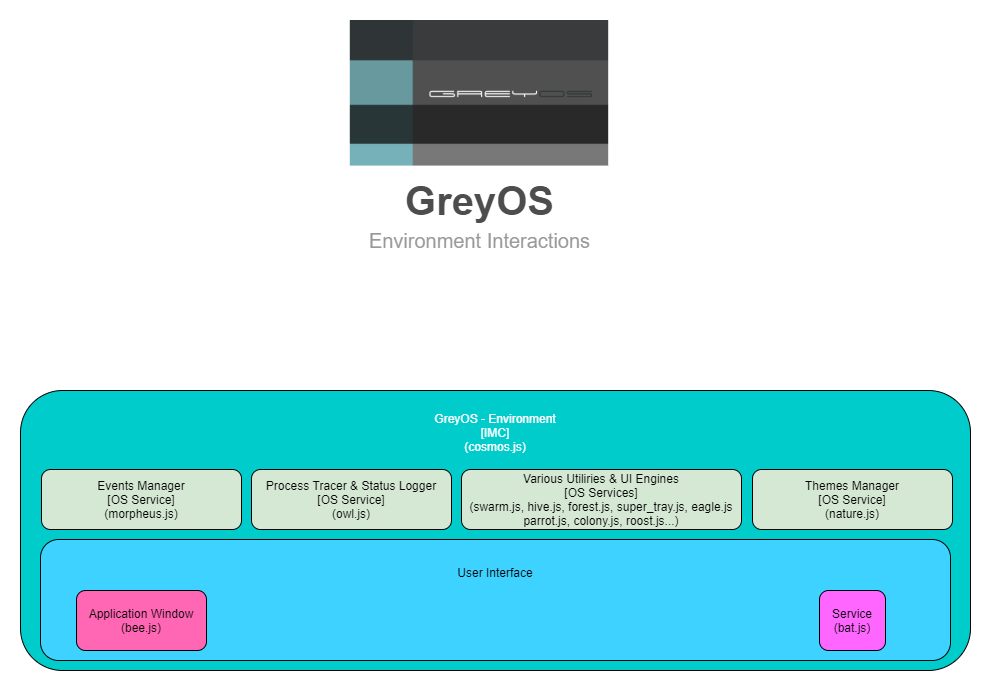 GREYOS
GreyOS
Environment Interactions
GreyOS - Environment
[IMC]
(cosmos.js)
Events Manager
[OS Service]
(morpheus.js)
Process Tracer & Status Logger
[OS Service]
(owl.js)
Various Utiliries & UI Engines
[OS Services]
(swarm.js, hive.js, forest.js, super_tray.js, eagle.js
parrot.js, colony.js, roost.js...)
Themes Manager
[OS Service]
(nature.js)
User Interface
Application Window
(bee.js)
Service
(bat.js)